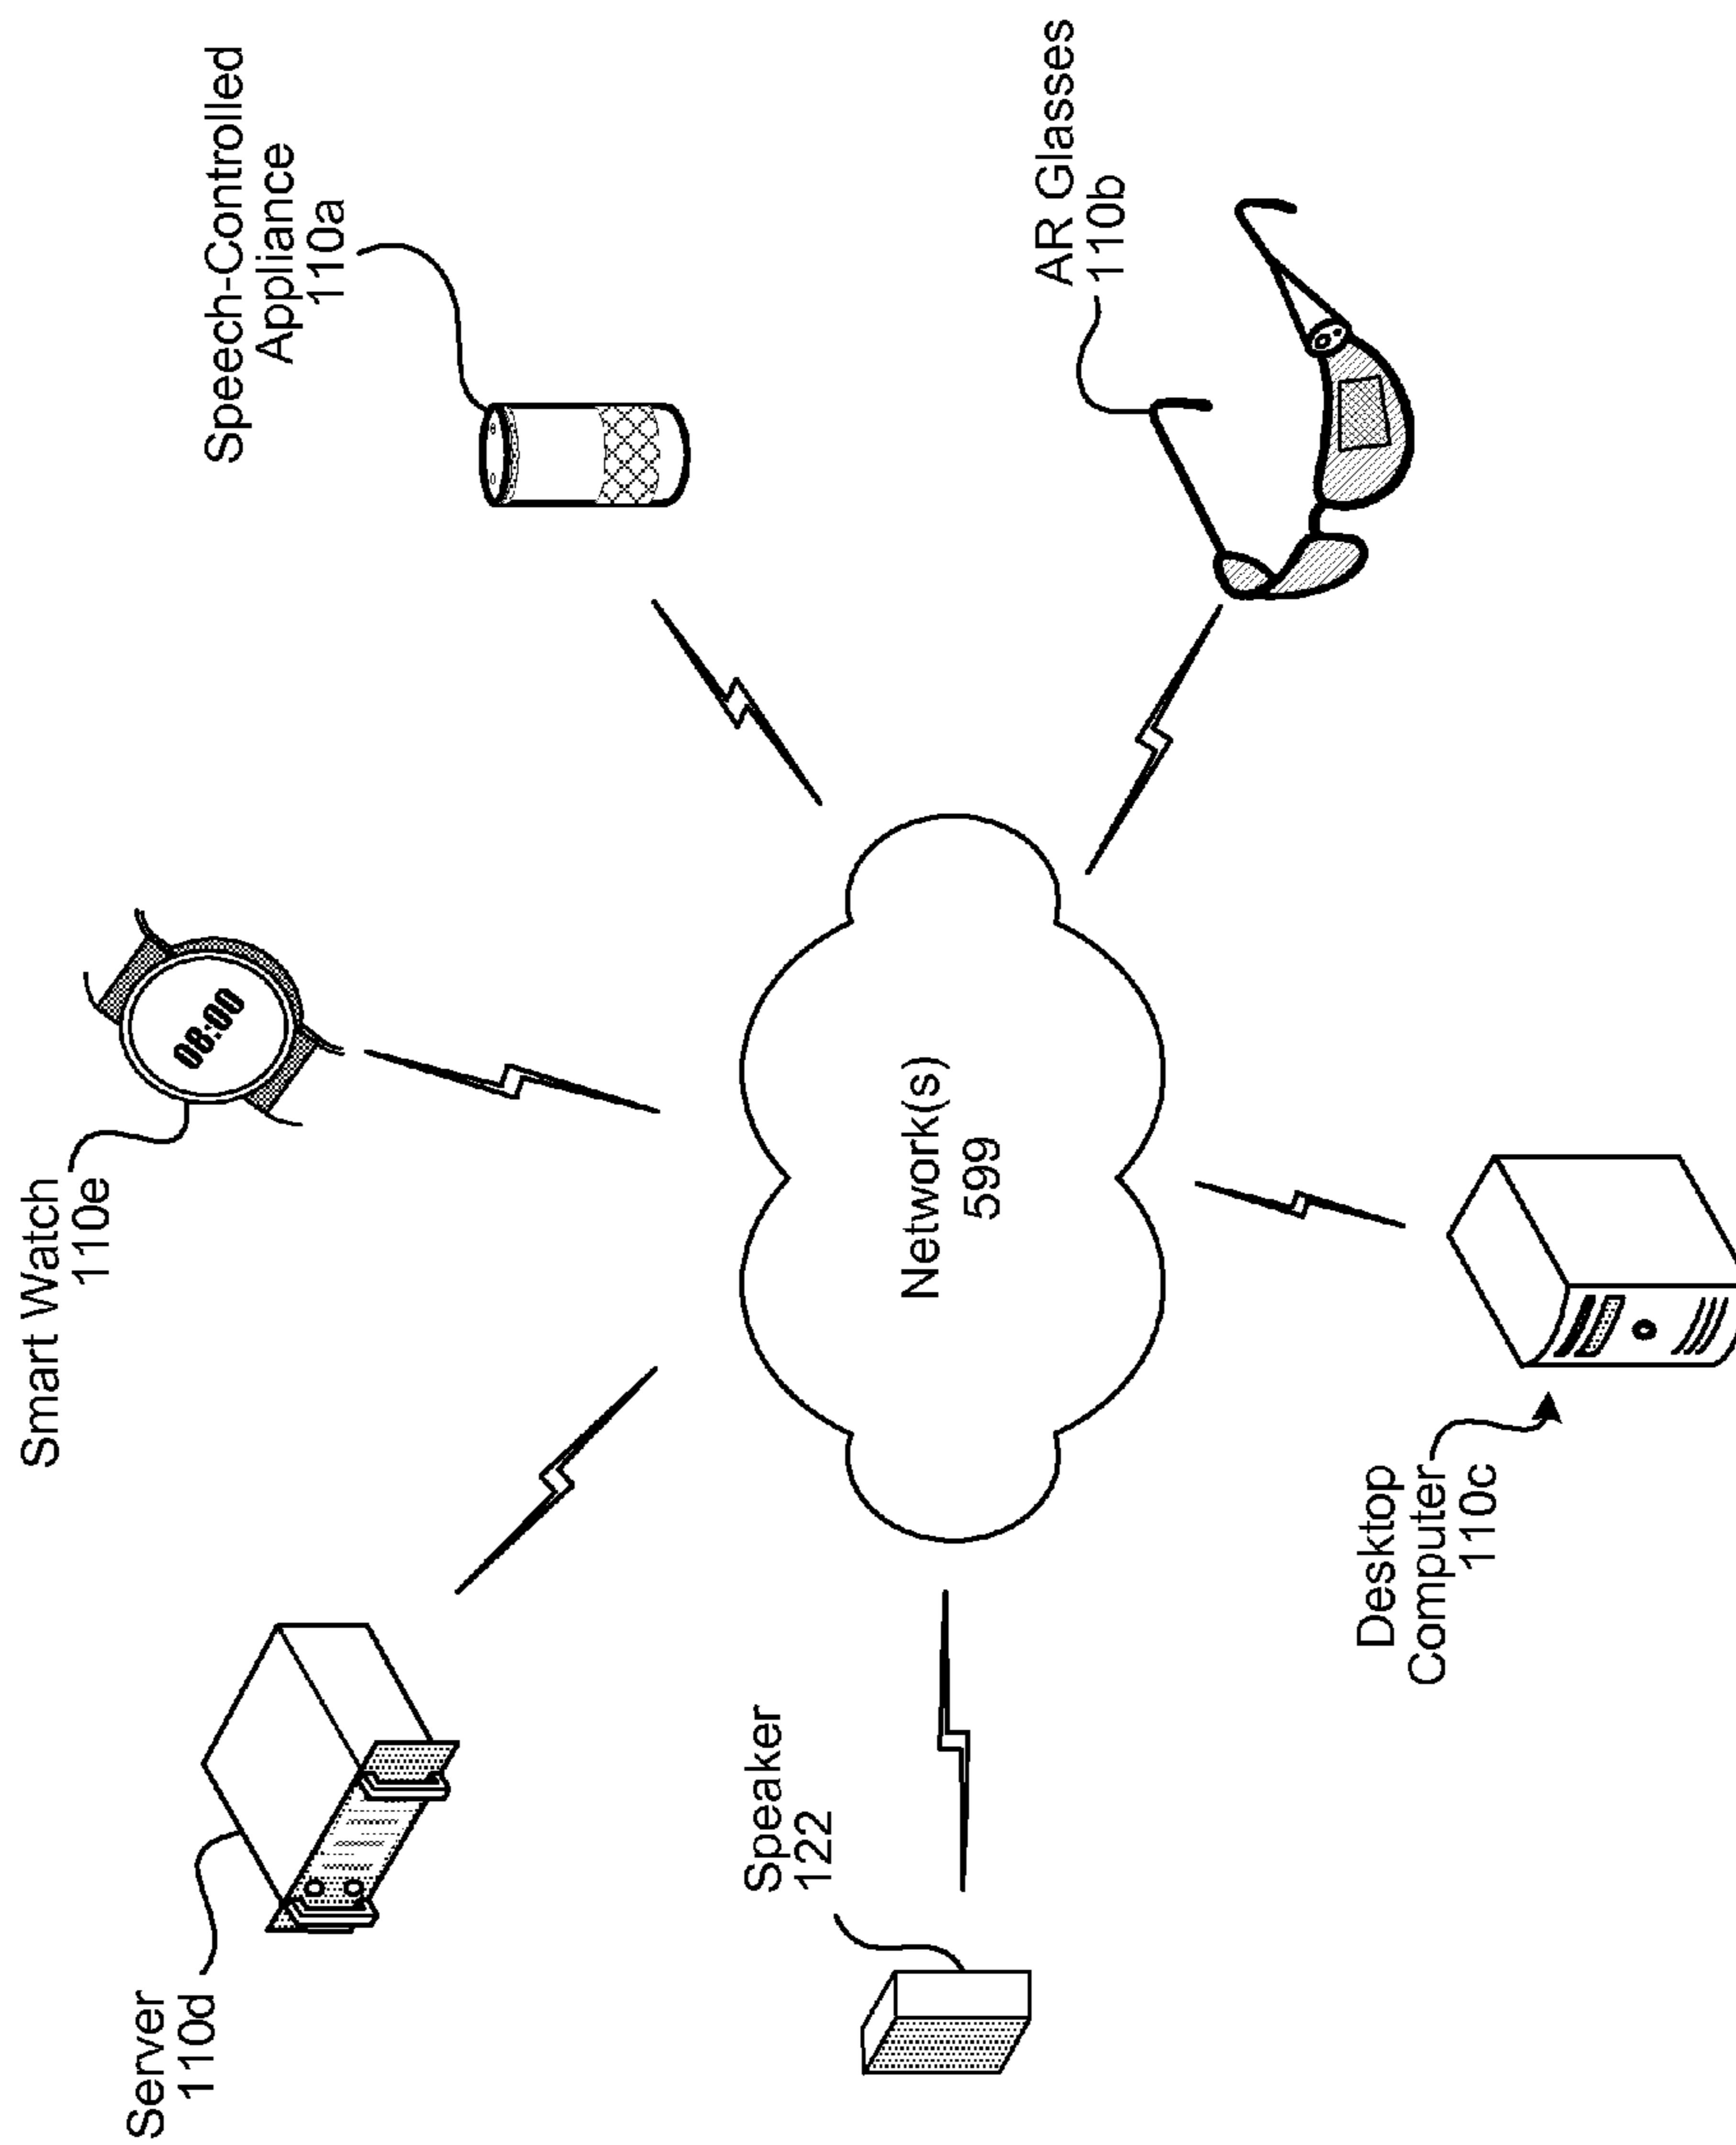 Smart Watch
110e
Speech-Controlled
Appliance
110a
08:00
Server
110d
Speaker
122
Network(s)
599
AR Glasses
110b
Desktop
Computer
110c